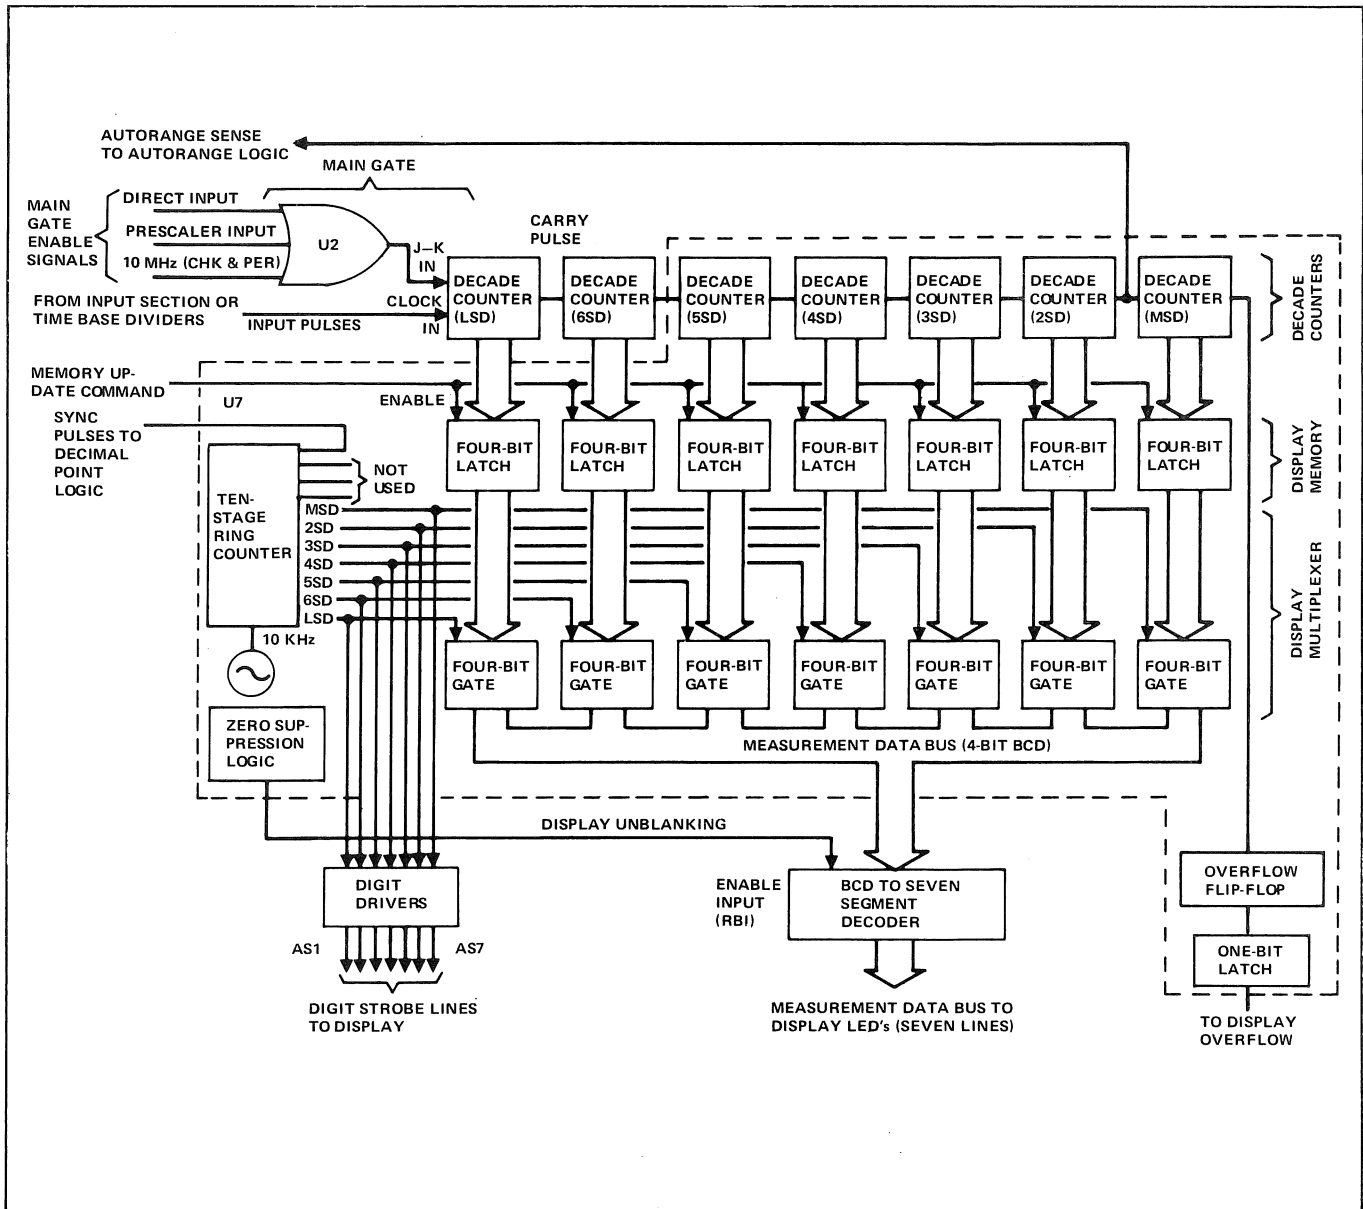 AUTORANGE SENSE
TO AUTORANGE LOGIC
MAIN GATE
MAIN
GATE
ENABLE
SIGNALS
DIRECT INPUT
PRESCALER INPUT
10 MHz (CHK & PER)
U2
J–K
IN
CARRY
PULSE
FROM INPUT SECTION OR
TIME BASE DIVIDERS
INPUT PULSES
CLOCK
IN
DECADE
COUNTER
(LSD)
DECADE
COUNTER
(6SD)
DECADE
COUNTER
(5SD)
DECADE
COUNTER
(4SD)
DECADE
COUNTER
(3SD)
DECADE
COUNTER
(2SD)
DECADE
COUNTER
(MSD)
DECADE
COUNTERS
MEMORY UP-
DATE COMMAND
U7
ENABLE
SYNC
PULSES TO
DECIMAL
POINT
LOGIC
NOT
USED
FOUR-BIT
LATCH
FOUR-BIT
LATCH
FOUR-BIT
LATCH
FOUR-BIT
LATCH
FOUR-BIT
LATCH
FOUR-BIT
LATCH
FOUR-BIT
LATCH
DISPLAY
MEMORY
TEN-
STAGE
RING
COUNTER
MSD
2SD
3SD
4SD
5SD
6SD
LSD
10 KHz
DISPLAY
MULTIPLEXER
FOUR-BIT
GATE
FOUR-BIT
GATE
FOUR-BIT
GATE
FOUR-BIT
GATE
FOUR-BIT
GATE
FOUR-BIT
GATE
FOUR-BIT
GATE
ZERO SUP-
PRESSION
LOGIC
MEASUREMENT DATA BUS (4-BIT BCD)
DISPLAY UNBLANKING
DIGIT
DRIVERS
ENABLE
INPUT
(RBI)
BCD TO SEVEN
SEGMENT
DECODER
OVERFLOW
FLIP-FLOP
AS1
AS7
ONE-BIT
LATCH
DIGIT STROBE LINES
TO DISPLAY
MEASUREMENT DATA BUS TO
DISPLAY LED's (SEVEN LINES)
TO DISPLAY
OVERFLOW